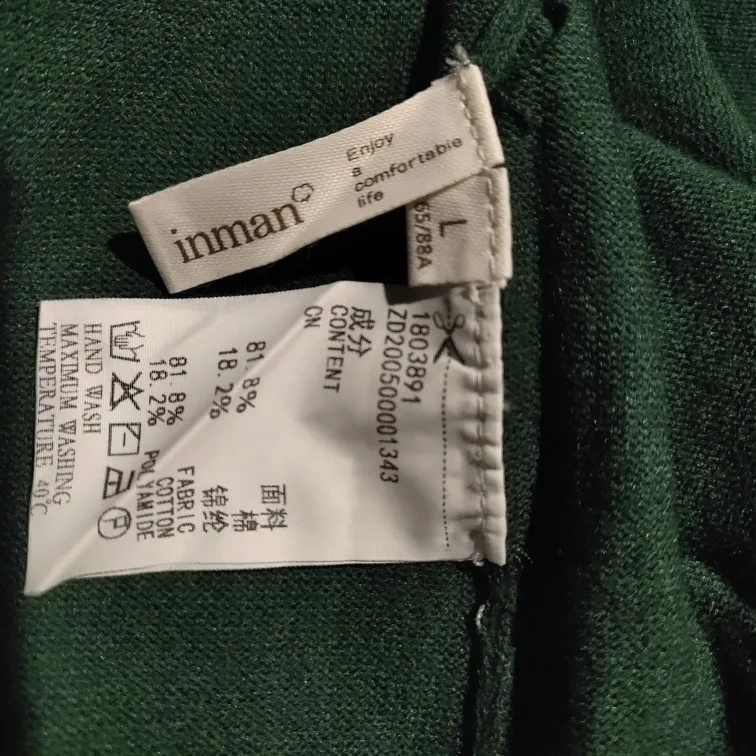 inman
Enjoy
a
comfortable
life
L
65/88A
1803891
ZD200500001343
成分
CONTENT
CN
面料
81.8% 棉
18.2% 锦纶
FABRIC
81.8% COTTON
18.2% POLYAMIDE
HAND WASH
MAXIMUM WASHING
TEMPERATURE 40℃